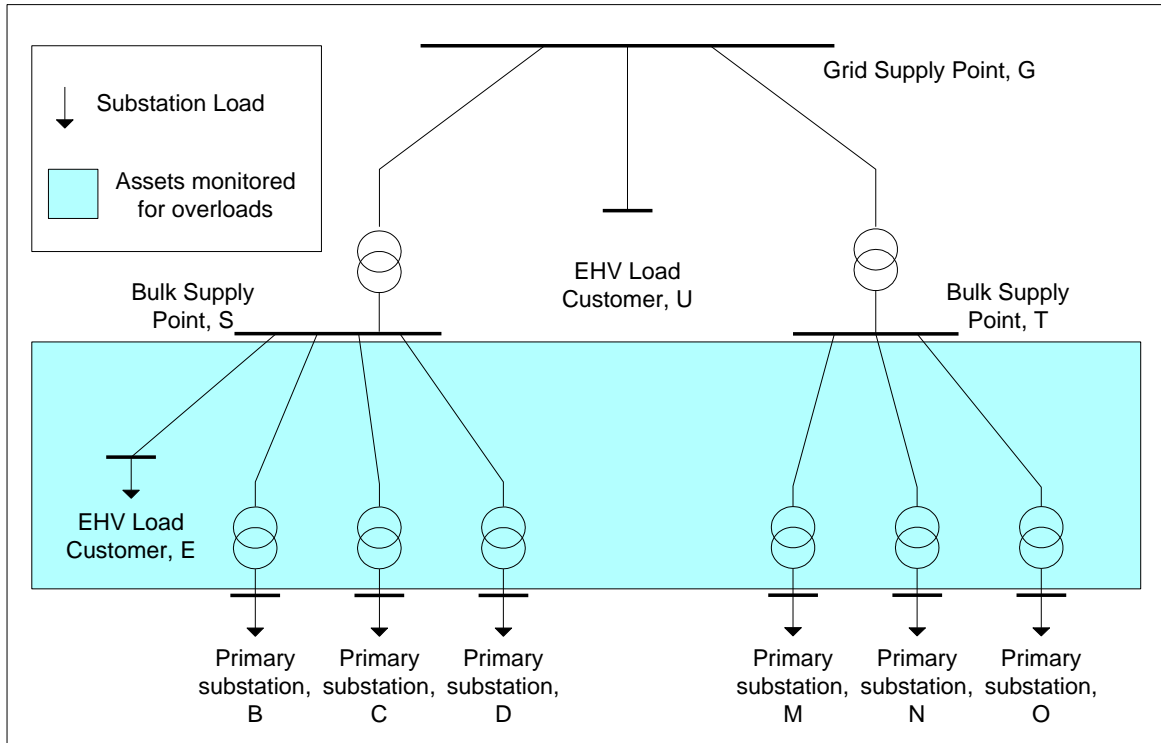 Grid Supply Point, G
Substation Load
Assets monitored
for overloads
EHV Load
Customer, U
Bulk Supply
Point, S
Bulk Supply
Point, T
EHV Load
Customer, E
Primary
substation,
B
Primary
substation,
C
Primary
substation,
D
Primary
substation,
M
Primary
substation,
N
Primary
substation,
O